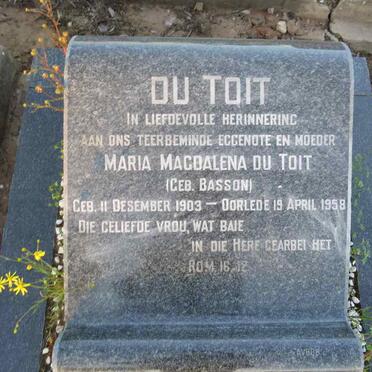 DU TOIT
IN LIEFDEVOLLE HERINNERING
AAN ONS TEERBEMINDE EGGENOTE EN MOEDER
MARIA MAGDALENA DU TOIT
(GEB. BASSON)
GEB. 11 DESEMBER 1903 — OORLEDE 19 APRIL 1958
DIE GELIEFDE VROU, WAT BAIE
IN DIE HERE GEARBEI HET
ROM. 16:12
AVBOB